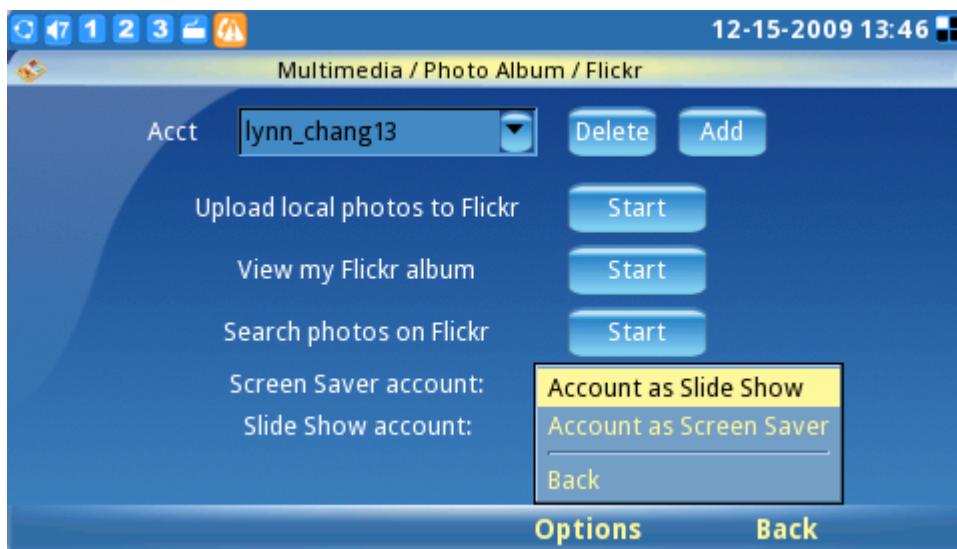 7 1 2 3 12-15-2009 13:46
Multimedia / Photo Album / Flickr
Acct lynn_chang13 Delete Add
Upload local photos to Flickr Start
View my Flickr album Start
Search photos on Flickr Start
Screen Saver account:
Account as Slide Show
Slide Show account:
Account as Screen Saver
Back
Options Back